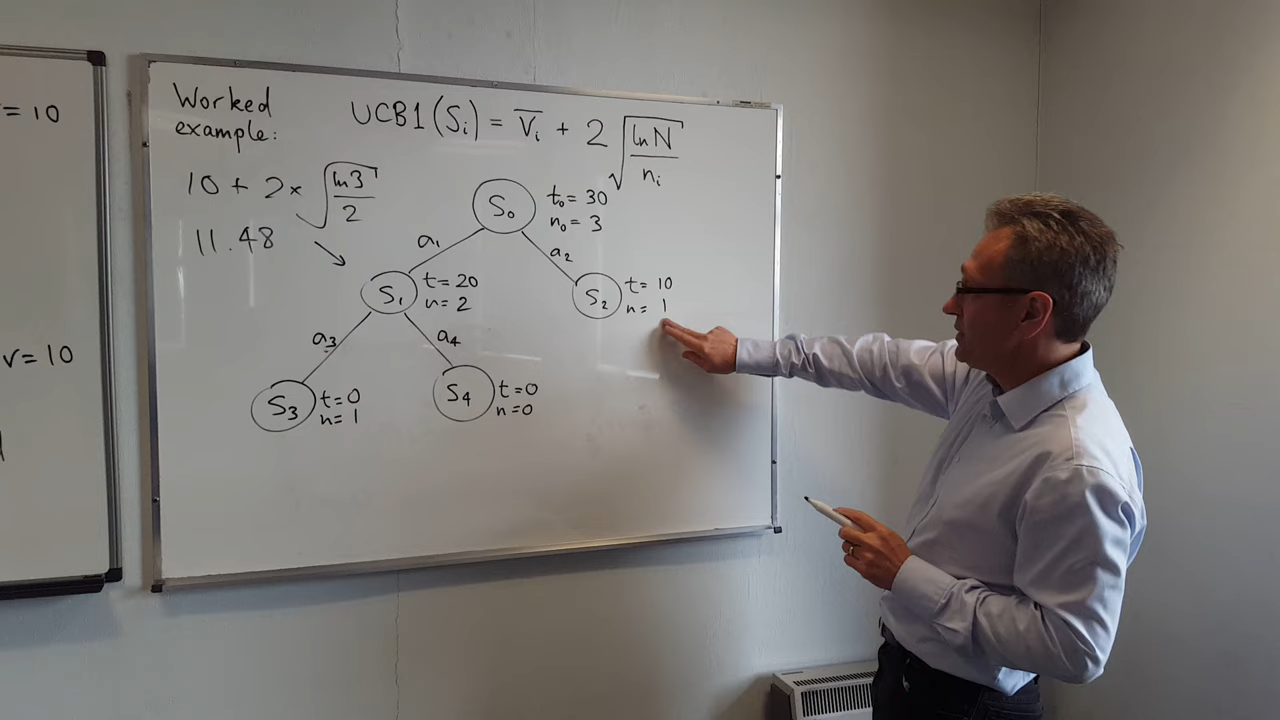 = 10
v = 10
Worked
example:
UCB1(Sᵢ) = V̄ᵢ + 2 √(ln N / nᵢ)
10 + 2 × √(ln 3 / 2)
11.48
S₀
t₀ = 30
n₀ = 3
a₁
a₂
S₁
t = 20
n = 2
S₂
t = 10
n = 1
a₃
a₄
S₃
t = 0
n = 1
S₄
t = 0
n = 0